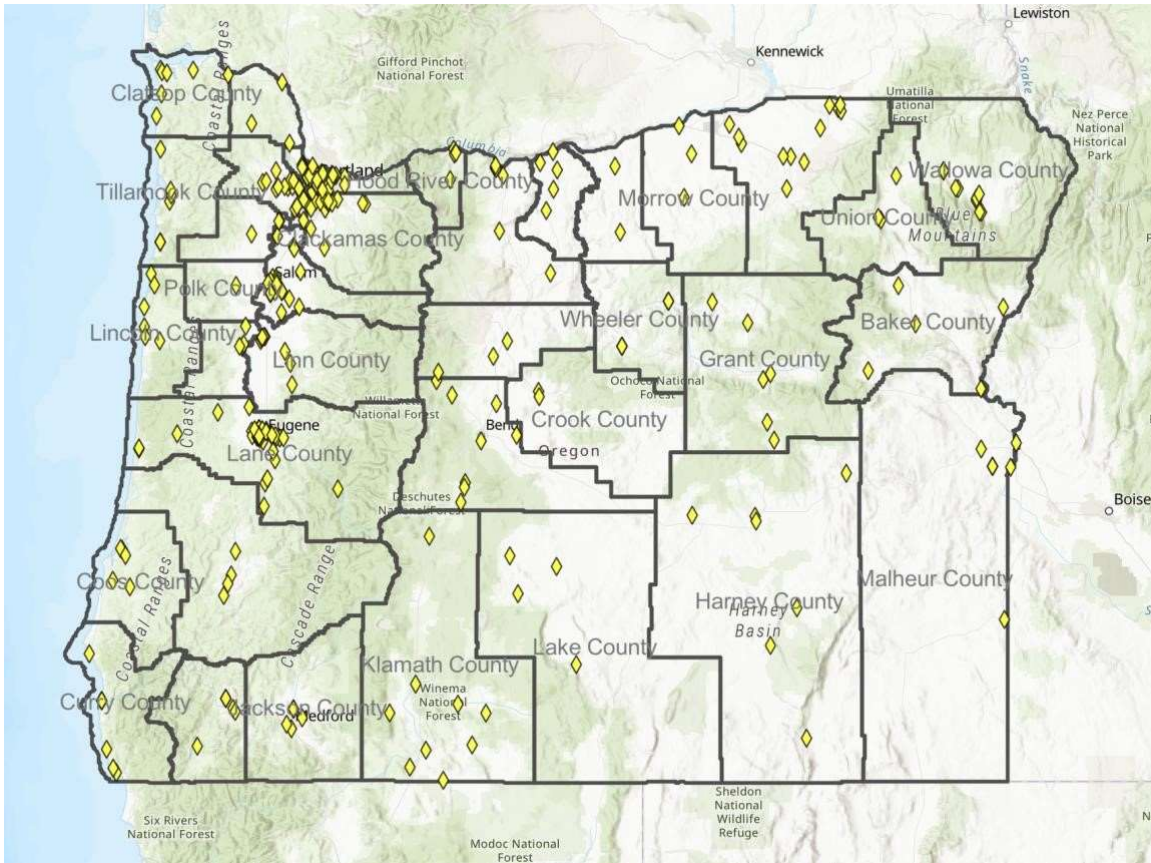 Lewiston
Kennewick
Gifford Pinchot
National Forest
Snake
Coastal Ranges
Clatsop County
Umatilla
National
Forest
Nez Perce
National
Historical
Park
Columbia
Hood River County
Wallowa County
Tillamook County
Morrow County
Union County
Blue
Mountains
Clackamas County
Salem
Polk County
Wheeler County
Baker County
Lincoln County
Linn County
Grant County
Coastal Ranges
Ochoco National
Forest
National Forest
Crook County
Eugene
Bend
Oregon
Lane County
Deschutes
National Forest
Boise
Coos County
Malheur County
Cascade Range
Coastal Ranges
Harney County
Harney
Basin
Lake County
Klamath County
Winema
National
Forest
Curry County
Jackson County
Medford
Sheldon
National
Wildlife
Refuge
Six Rivers
National Forest
Modoc National
Forest